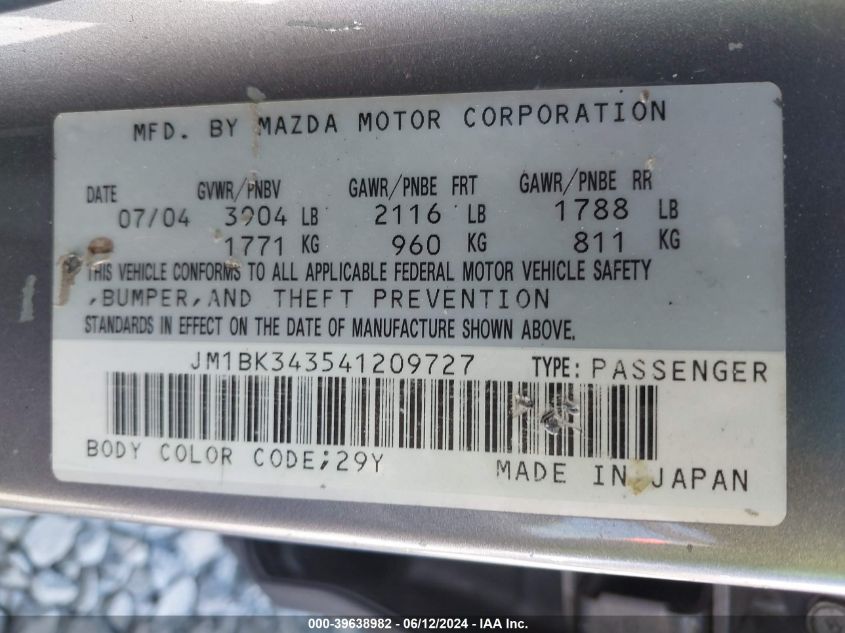 MFD. BY MAZDA MOTOR CORPORATION
DATE GVWR/PNBV GAWR/PNBE FRT GAWR/PNBE RR
07/04 3904 LB 2116 LB 1788 LB
1771 KG 960 KG 811 KG
THIS VEHICLE CONFORMS TO ALL APPLICABLE FEDERAL MOTOR VEHICLE SAFETY
,BUMPER,AND THEFT PREVENTION
STANDARDS IN EFFECT ON THE DATE OF MANUFACTURE SHOWN ABOVE.
JM1BK343541209727 TYPE: PASSENGER
BODY COLOR CODE;29Y MADE IN JAPAN
000-39638982 - 06/12/2024 - IAA Inc.